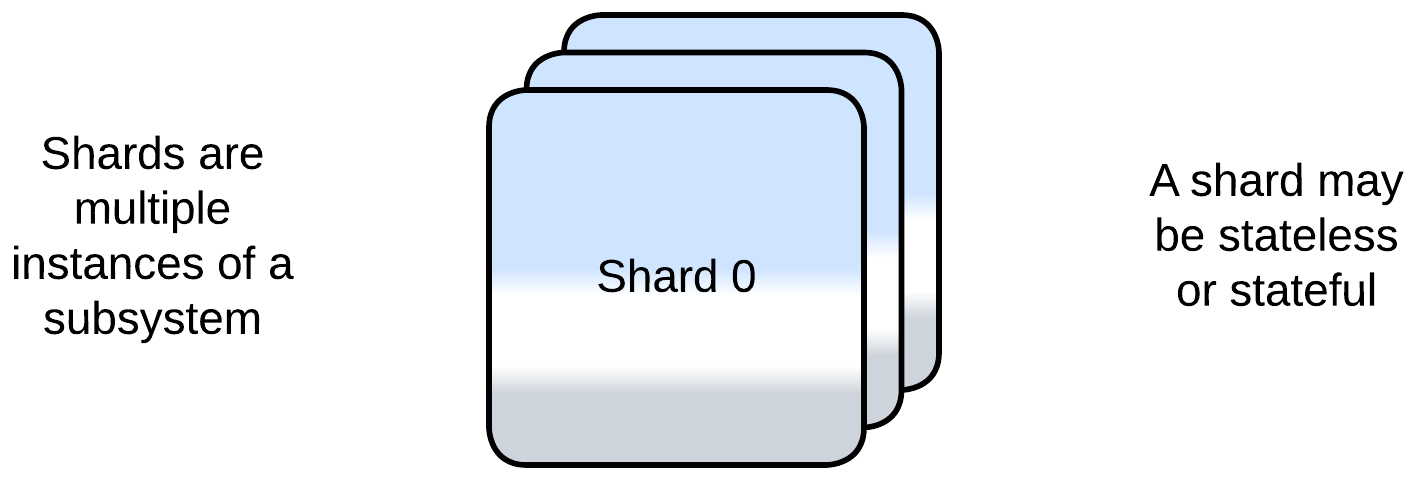 Shards are
multiple
instances of a
subsystem
Shard 0
A shard may
be stateless
or stateful